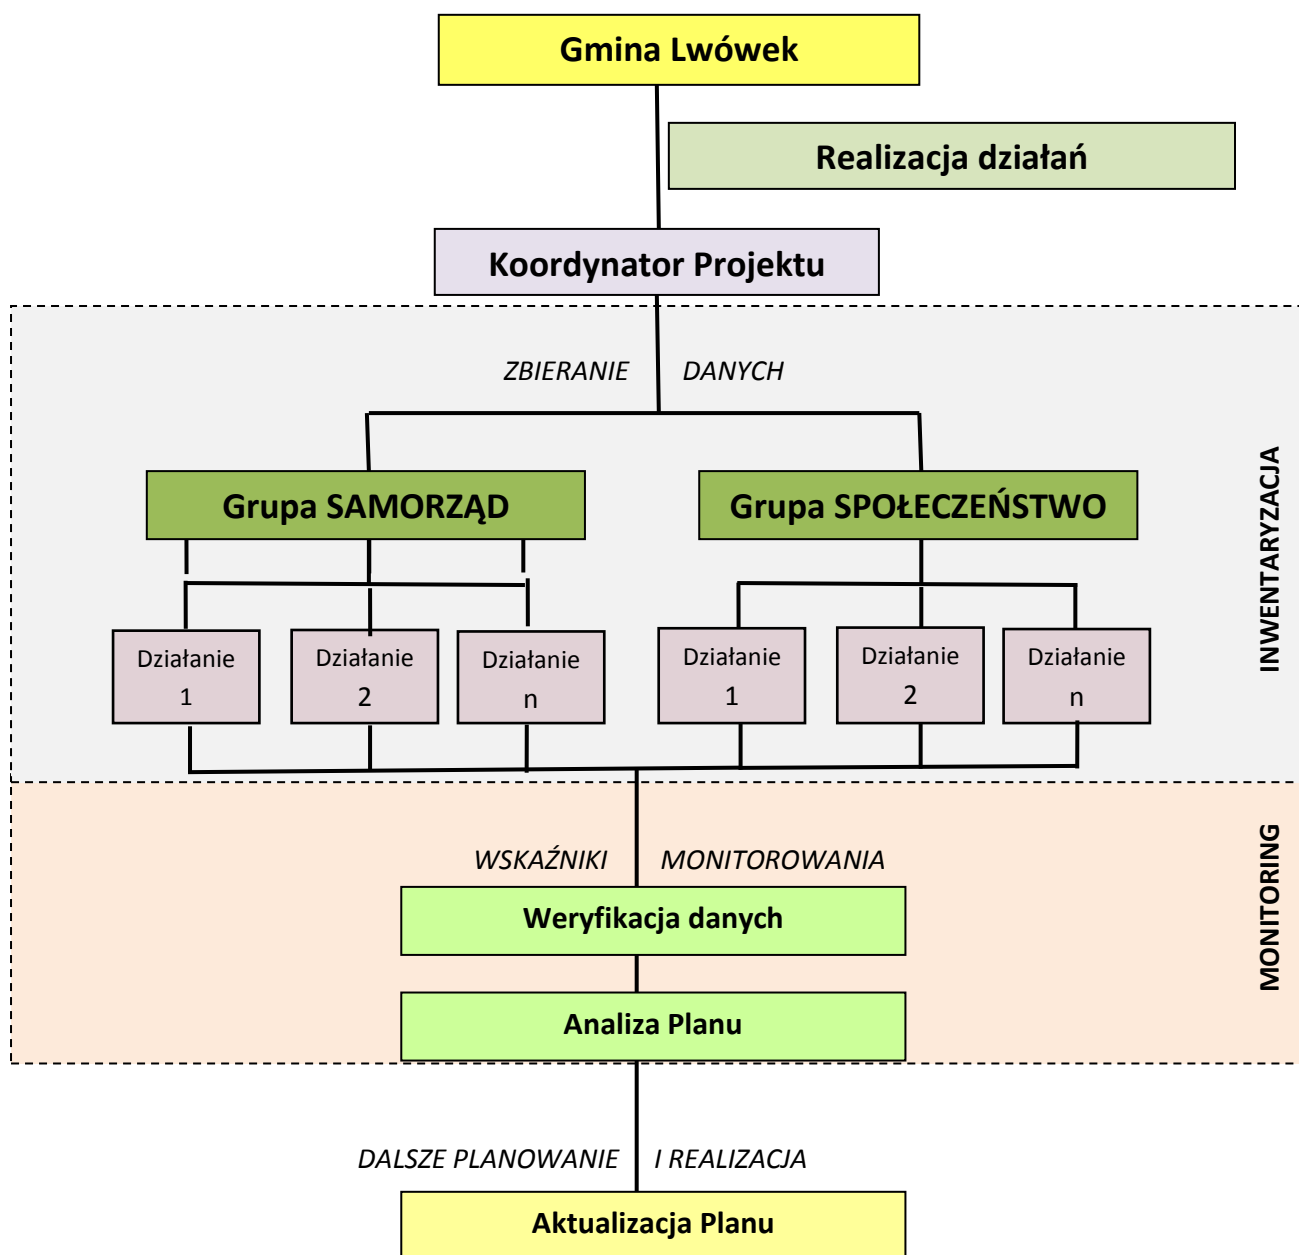 Gmina Lwówek
Realizacja działań
Koordynator Projektu
ZBIERANIE DANYCH
Grupa SAMORZĄD
Grupa SPOŁECZEŃSTWO
Działanie
1
Działanie
2
Działanie
n
Działanie
1
Działanie
2
Działanie
n
INWENTARYZACJA
WSKAŹNIKI MONITOROWANIA
Weryfikacja danych
Analiza Planu
MONITORING
DALSZE PLANOWANIE I REALIZACJA
Aktualizacja Planu